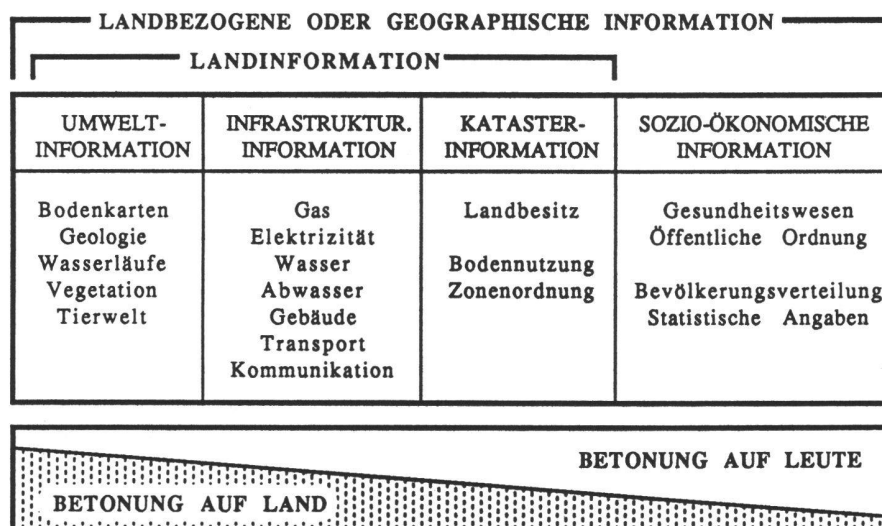 LANDBEZOGENE ODER GEOGRAPHISCHE INFORMATION
LANDINFORMATION
UMWELT-
INFORMATION
INFRASTRUKTUR.
INFORMATION
KATASTER-
INFORMATION
SOZIO-ÖKONOMISCHE
INFORMATION
Bodenkarten
Geologie
Wasserläufe
Vegetation
Tierwelt
Gas
Elektrizität
Wasser
Abwasser
Gebäude
Transport
Kommunikation
Landbesitz
Bodennutzung
Zonenordnung
Gesundheitswesen
Öffentliche Ordnung
Bevölkerungsverteilung
Statistische Angaben
BETONUNG AUF LEUTE
BETONUNG AUF LAND